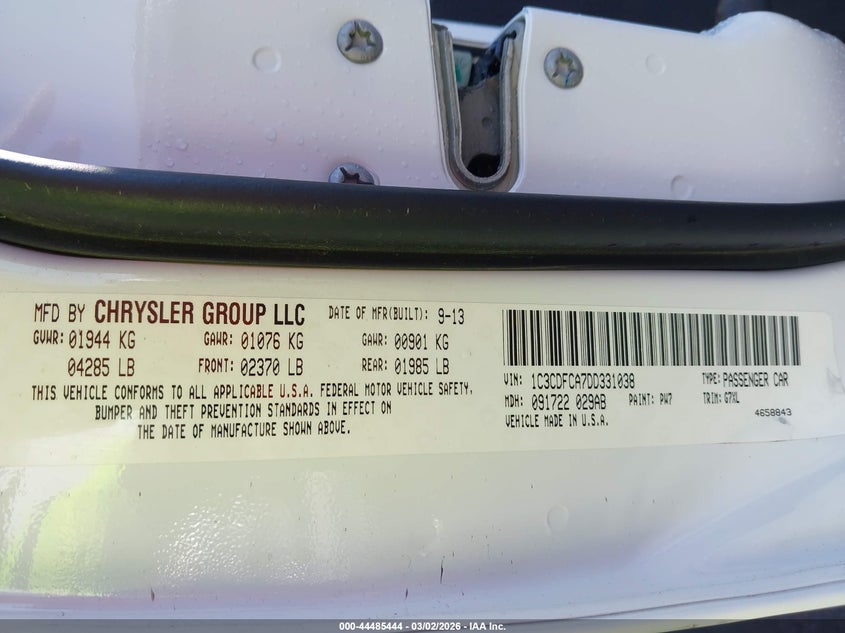 MFD BY CHRYSLER GROUP LLC DATE OF MFR(BUILT): 9-13
GVWR: 01944 KG GAWR: 01076 KG GAWR: 00901 KG
04285 LB FRONT: 02370 LB REAR: 01985 LB
THIS VEHICLE CONFORMS TO ALL APPLICABLE U.S.A. FEDERAL MOTOR VEHICLE SAFETY,
BUMPER AND THEFT PREVENTION STANDARDS IN EFFECT ON
THE DATE OF MANUFACTURE SHOWN ABOVE.
VIN: 1C3CDFCA7DD331038 TYPE: PASSENGER CAR
MDH: 091722 029AB PAINT: PW7 TRIM: G7XL
VEHICLE MADE IN U.S.A. 4658843
000-44485444 | 03/02/2026 - IAA Inc.